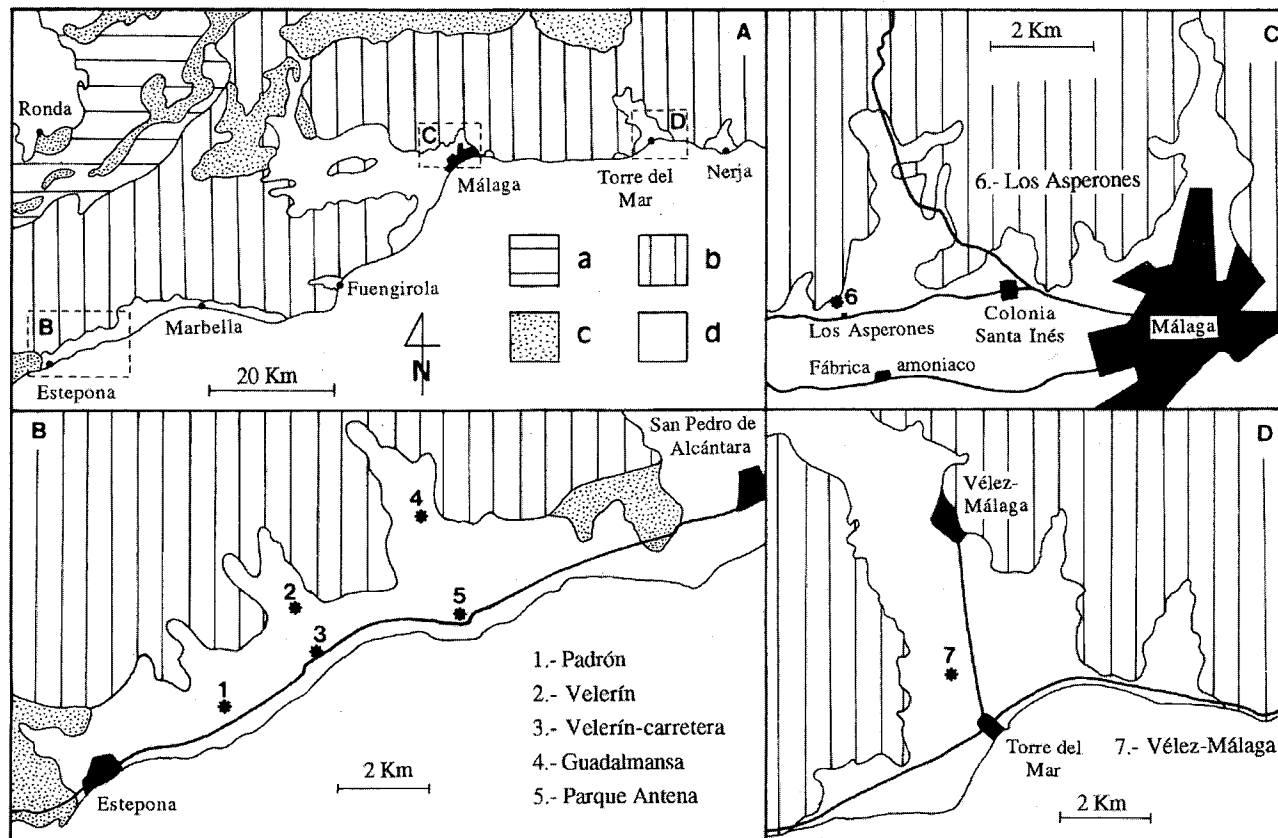 A
Ronda
C
D
Málaga
Torre del
Mar
Nerja
a
b
Fuengirola
B
Marbella
c
d
N
Estepona
20 Km
C
2 Km
6.- Los Asperones
6
Los Asperones
Colonia
Santa Inés
Málaga
Fábrica amoniaco
B
San Pedro de
Alcántara
4
2
5
3
1
1.- Padrón
2.- Velerín
3.- Velerín-carretera
4.- Guadalmansa
5.- Parque Antena
2 Km
Estepona
D
Vélez-
Málaga
7
Torre del
Mar
7.- Vélez-Málaga
2 Km